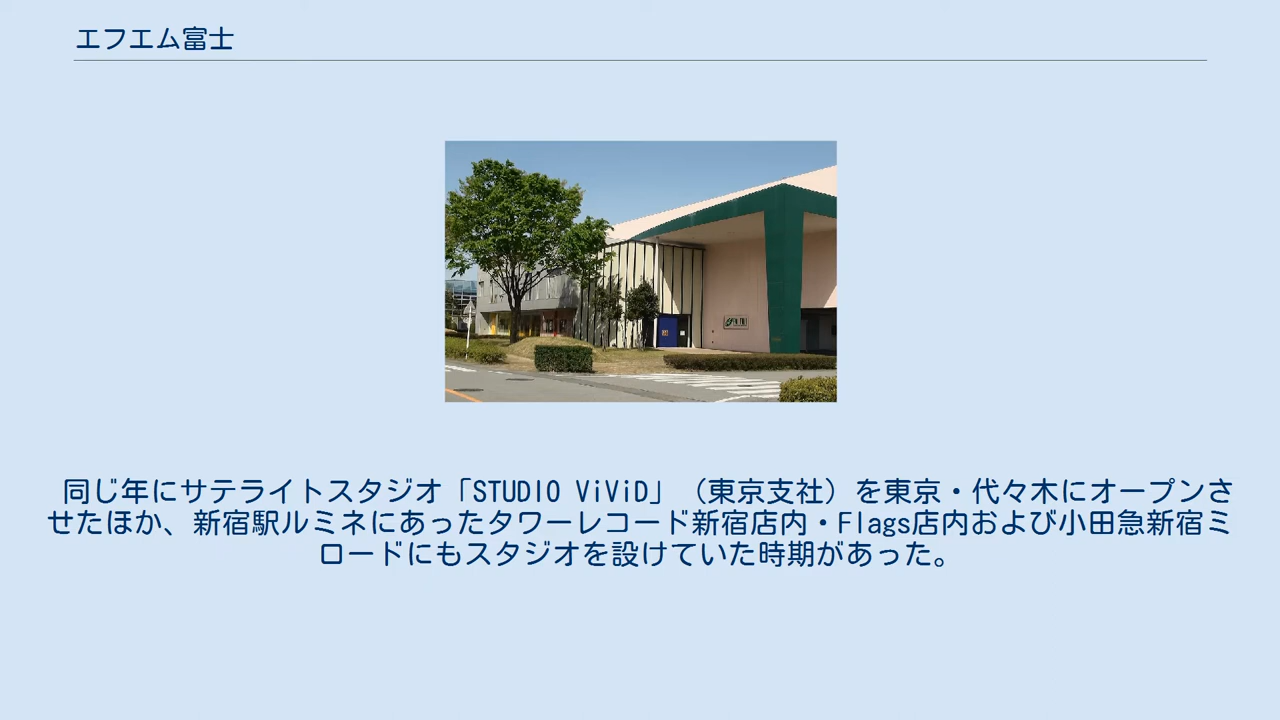 エフエム富士
同じ年にサテライトスタジオ「STUDIO ViViD」（東京支社）を東京・代々木にオープンさ
せたほか、新宿駅ルミネにあったタワーレコード新宿店内・Flags店内および小田急新宿ミ
ロードにもスタジオを設けていた時期があった。